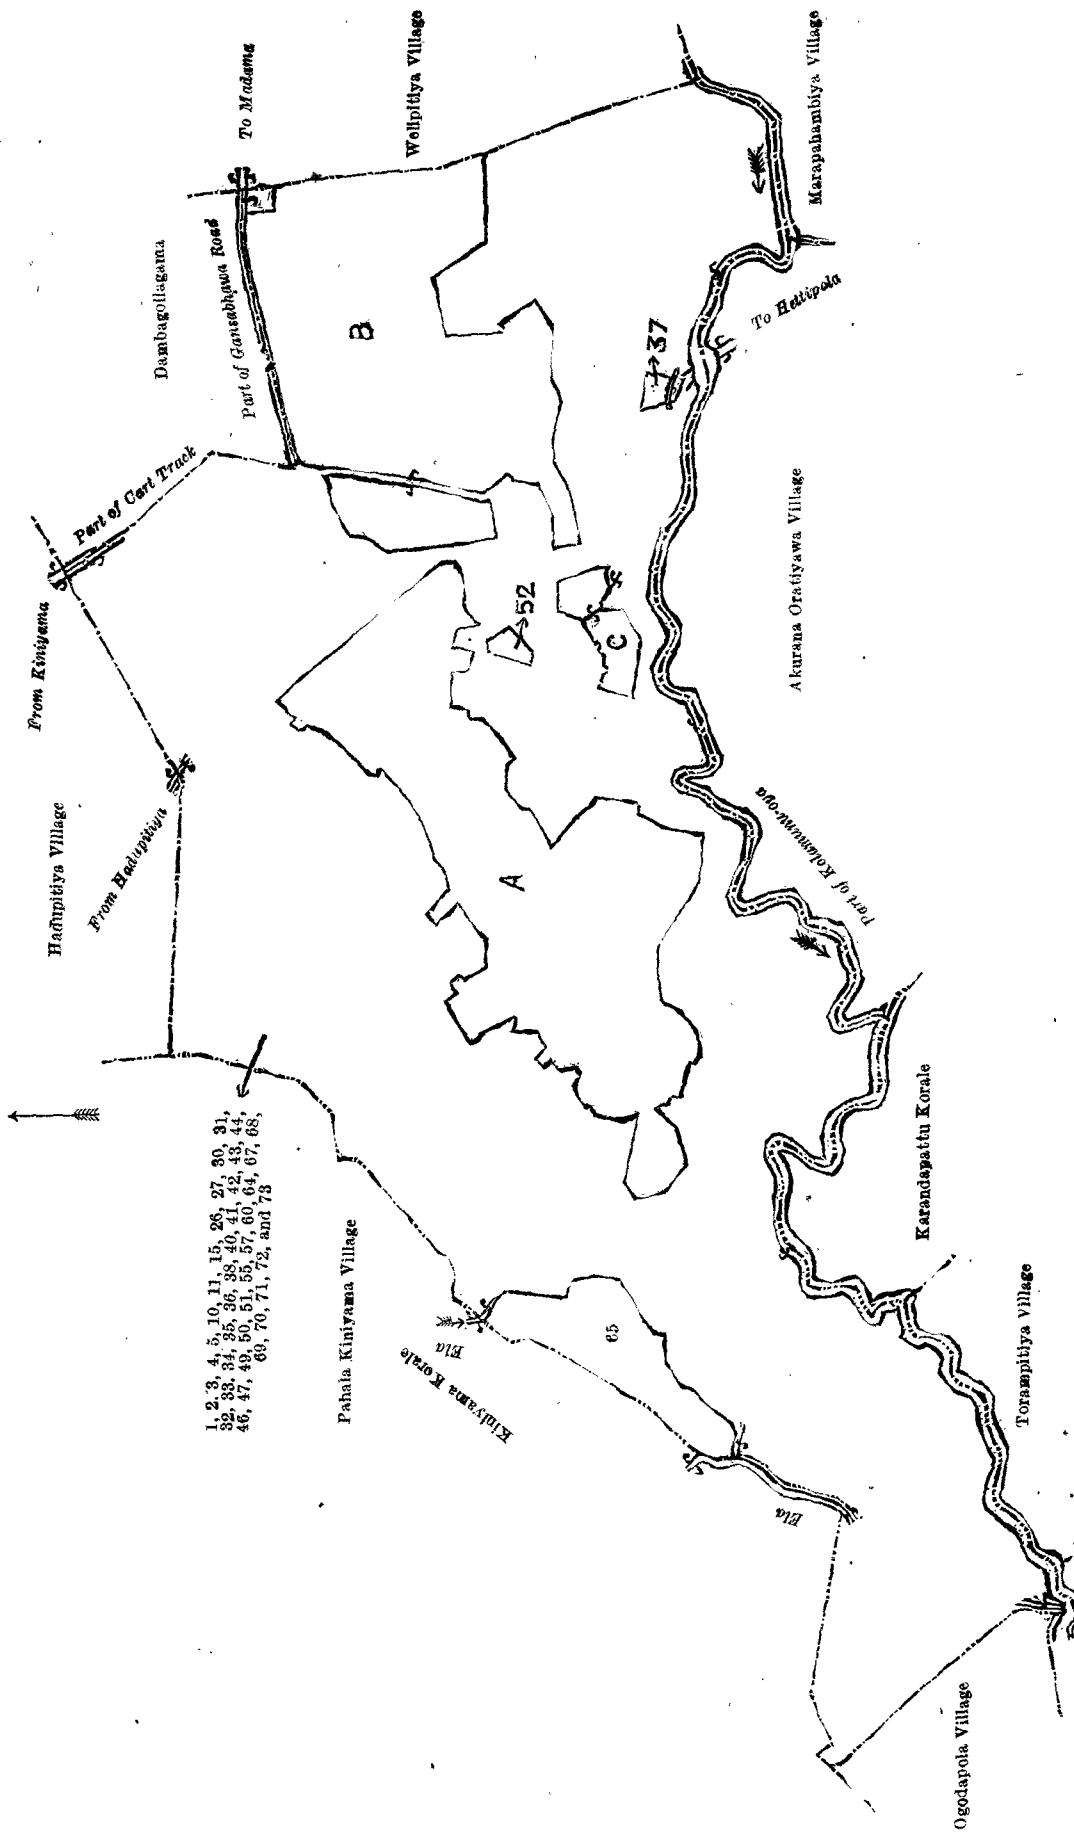 Hadupitiya Village
From Hadupitiya
From Kiniyama
Part of Cart Track
Dambagollagama
Part of Gansabhawa Road
To Madama
Welipitiya Village
Marapahambiya Village
To Hettipola
B
37
52
C
A
Akurana Oratiyawa Village
Part of Kolamunu-oya
Karandapattu Korale
Torampitiya Village
Ogodapola Village
1, 2, 3, 4, 5, 10, 11, 15, 26, 27, 30, 31,
32, 33, 34, 35, 36, 38, 40, 41, 42, 43, 44,
46, 47, 49, 50, 51, 55, 57, 60, 64, 67, 68,
69, 70, 71, 72, and 73
Pahala Kiniyama Village
Kiniyama Korale
Ela
65
Ela